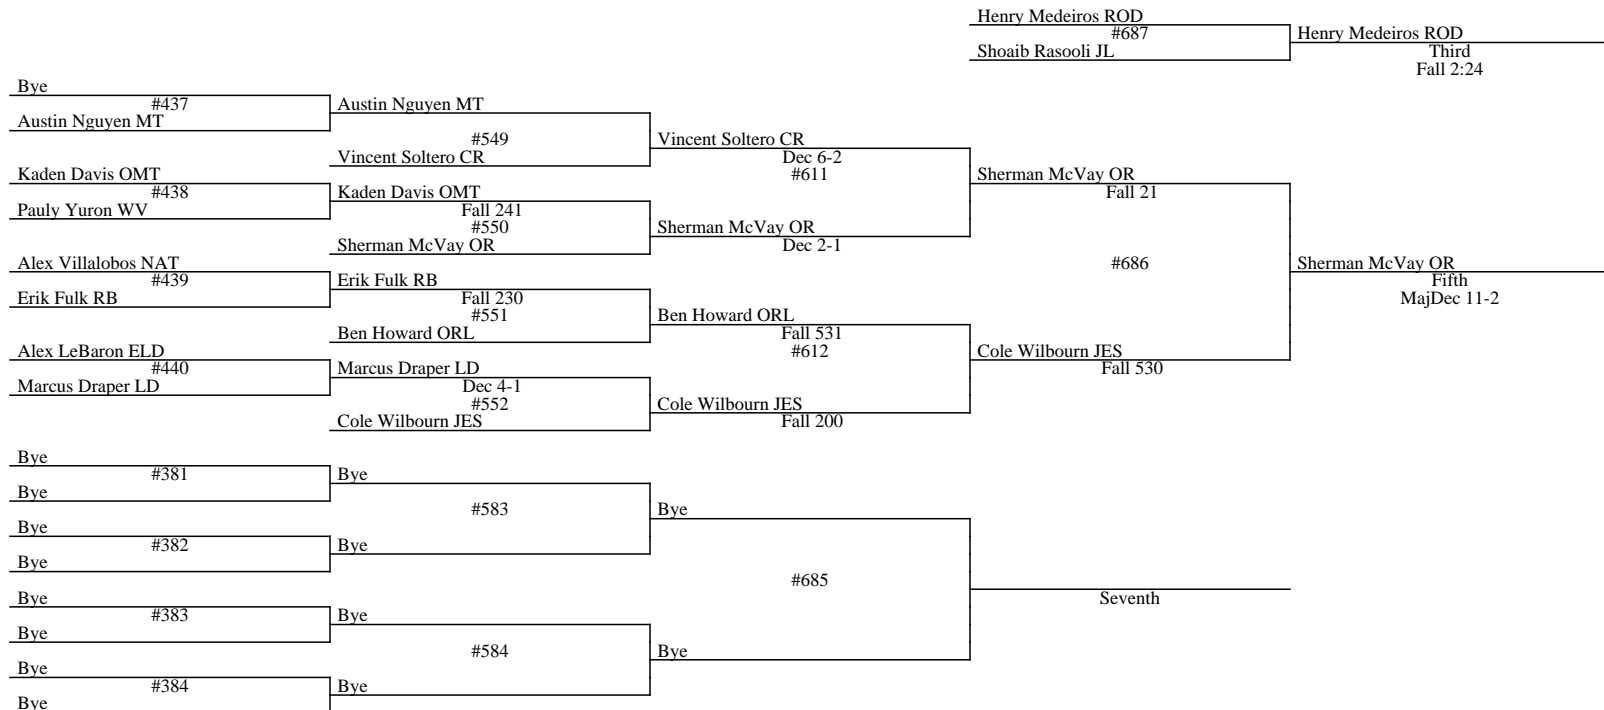 Henry Medeiros ROD
#687
Shoaib Rasooli JL
Henry Medeiros ROD
Third
Fall 2:24
Bye
#437
Austin Nguyen MT
Kaden Davis OMT
#438
Pauly Yuron WV
Alex Villalobos NAT
#439
Erik Fulk RB
Alex LeBaron ELD
#440
Marcus Draper LD
Austin Nguyen MT
#549
Vincent Soltero CR
Kaden Davis OMT
Fall 241
#550
Sherman McVay OR
Erik Fulk RB
Fall 230
#551
Ben Howard ORL
Marcus Draper LD
Dec 4-1
#552
Cole Wilbourn JES
Vincent Soltero CR
Dec 6-2
#611
Sherman McVay OR
Dec 2-1
Ben Howard ORL
Fall 531
#612
Cole Wilbourn JES
Fall 200
Sherman McVay OR
Fall 21
#686
Cole Wilbourn JES
Fall 530
Sherman McVay OR
Fifth
MajDec 11-2
Bye
#381
Bye
Bye
#382
Bye
Bye
#383
Bye
Bye
#384
Bye
Bye
#583
Bye
Bye
#584
Bye
Bye
#685
Bye
Seventh